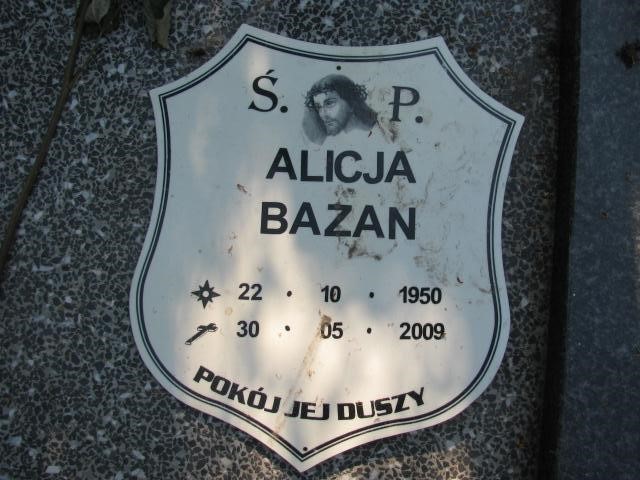 Ś. P.
ALICJA
BAZAN
22 • 10 • 1950
30 • 05 • 2009
POKÓJ JEJ DUSZY